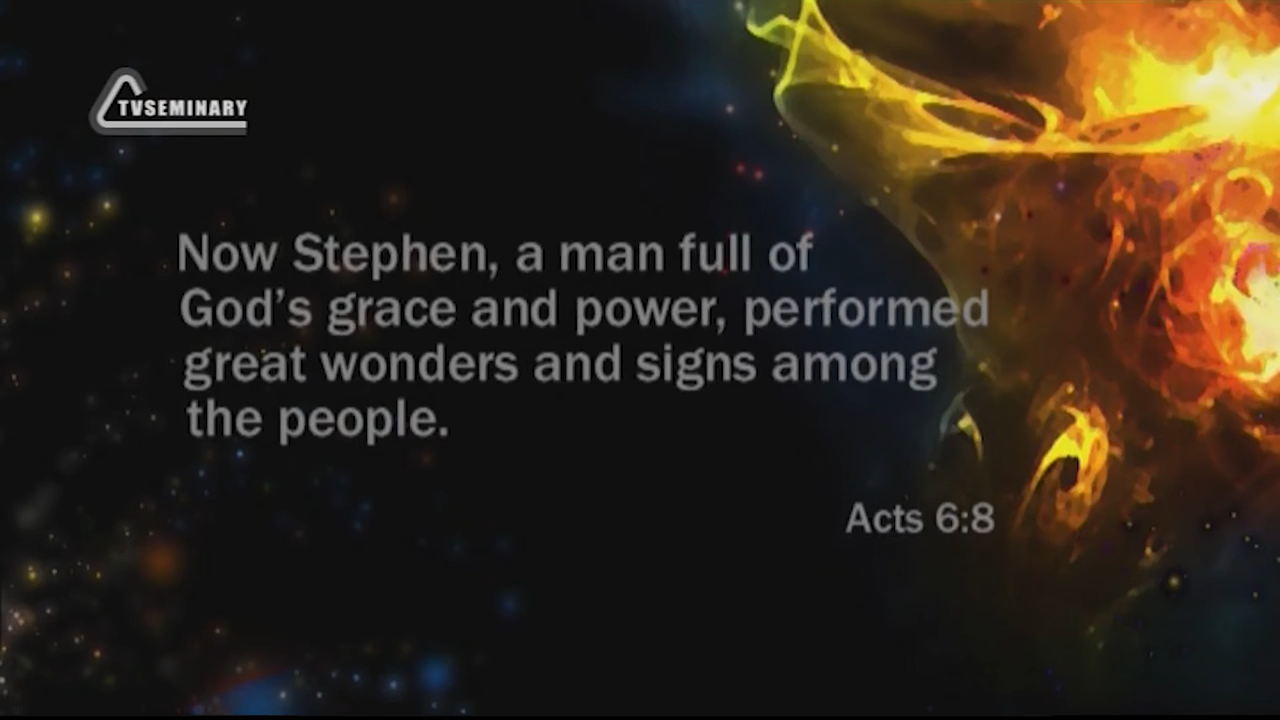 TVSEMINARY
Now Stephen, a man full of
God’s grace and power, performed
great wonders and signs among
the people.
Acts 6:8